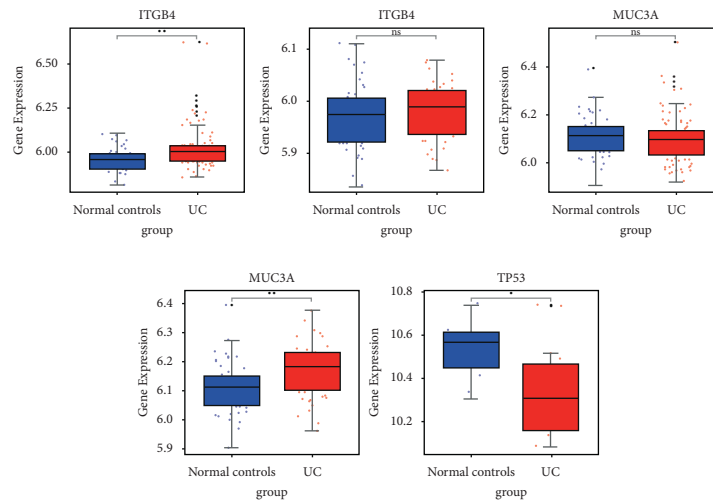 ITGB4
**
Gene Expression
6.50
6.25
6.00
Normal controls UC
group
ITGB4
ns
Gene Expression
6.1
6.0
5.9
Normal controls UC
group
MUC3A
ns
Gene Expression
6.4
6.2
6.0
Normal controls UC
group
MUC3A
**
Gene Expression
6.4
6.3
6.2
6.1
6.0
5.9
Normal controls UC
group
TP53
*
Gene Expression
10.8
10.6
10.4
10.2
Normal controls UC
group